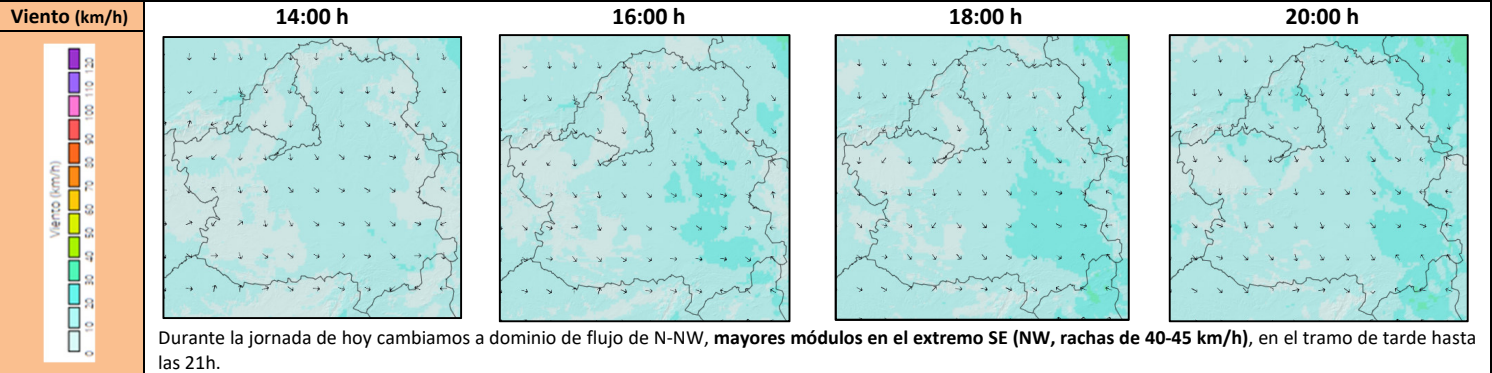 Viento (km/h)
14:00 h
16:00 h
18:00 h
20:00 h
Viento (km/h)
0
10
20
30
40
50
60
70
80
90
100
110
120
Durante la jornada de hoy cambiamos a dominio de flujo de N-NW, mayores módulos en el extremo SE (NW, rachas de 40-45 km/h), en el tramo de tarde hasta
las 21h.